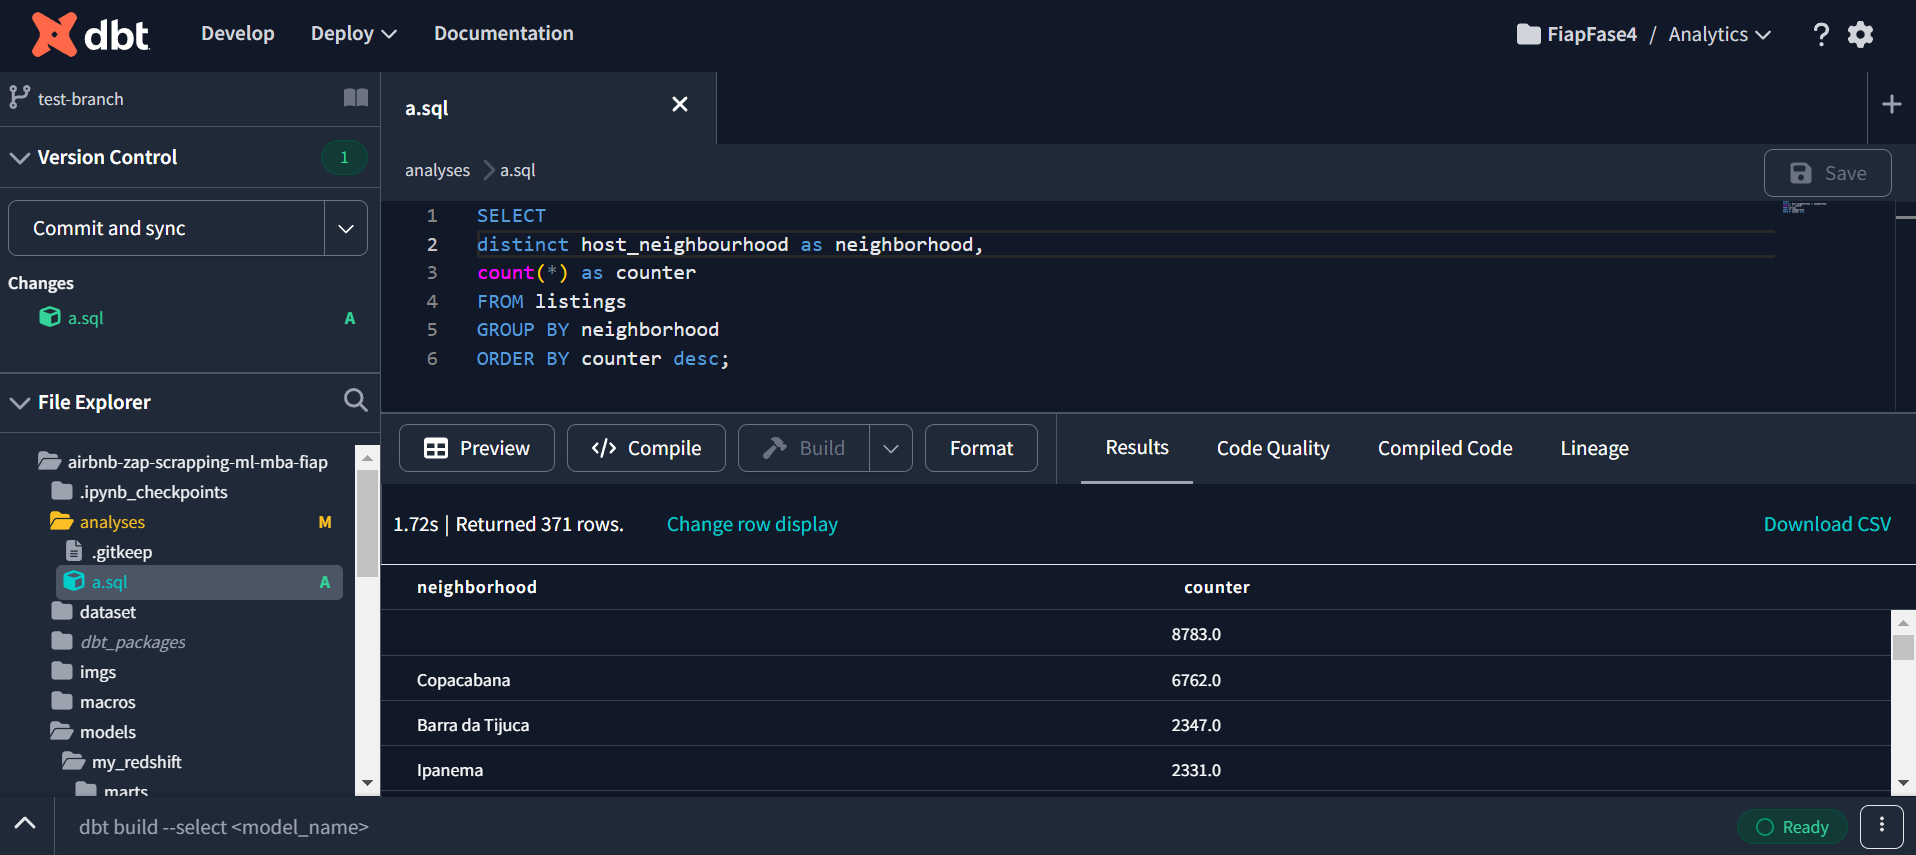 dbt Develop Deploy Documentation FiapFase4 / Analytics ?
test-branch
Version Control 1
Commit and sync
Changes
a.sql A
File Explorer
airbnb-zap-scrapping-ml-mba-fiap
.ipynb_checkpoints
analyses M
.gitkeep
a.sql A
dataset
dbt_packages
imgs
macros
models
my_redshift
marts
a.sql
analyses a.sql
Save
1 SELECT
2 distinct host_neighbourhood as neighborhood,
3 count(*) as counter
4 FROM listings
5 GROUP BY neighborhood
6 ORDER BY counter desc;
Preview </> Compile Build Format Results Code Quality Compiled Code Lineage
1.72s | Returned 371 rows. Change row display Download CSV
neighborhood counter
8783.0
Copacabana 6762.0
Barra da Tijuca 2347.0
Ipanema 2331.0
dbt build --select <model_name> Ready